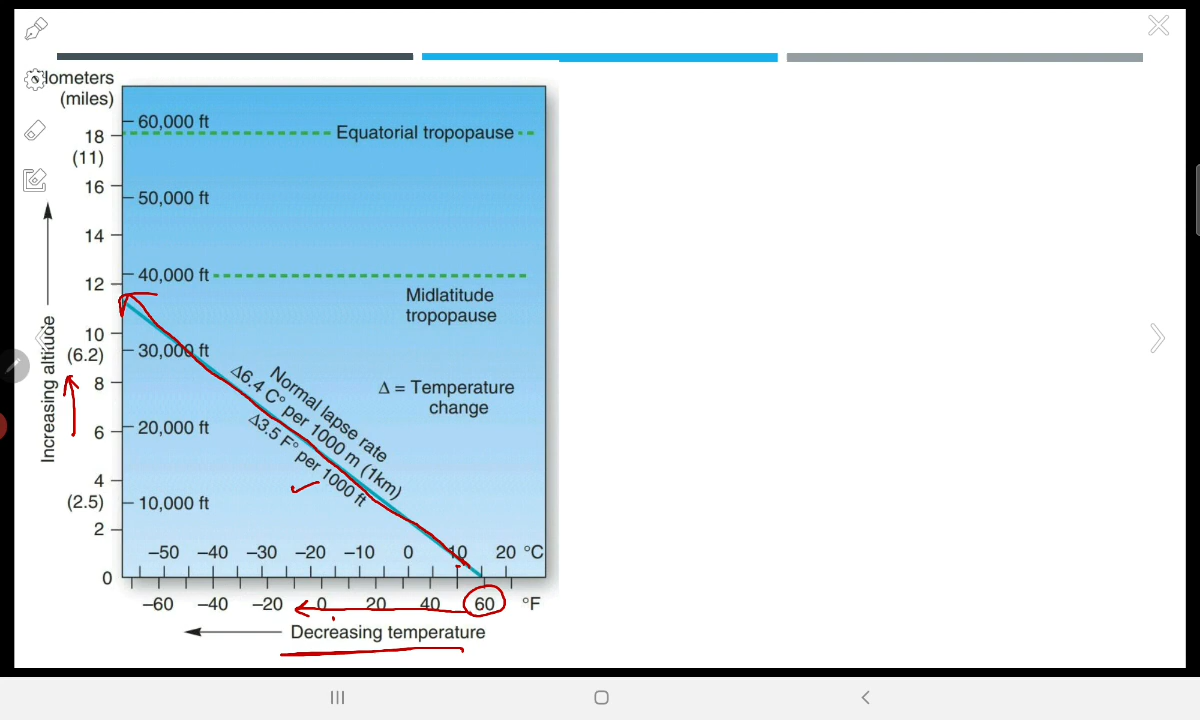 lometers
(miles)
60,000 ft
Equatorial tropopause
18
(11)
16
50,000 ft
14
40,000 ft
12
Midlatitude
tropopause
10
(6.2)
30,000 ft
8
Δ = Temperature
change
Normal lapse rate
Δ6.4 C° per 1000 m (1km)
Δ3.5 F° per 1000 ft
6
20,000 ft
4
(2.5)
10,000 ft
2
0
Increasing altitude
–50 –40 –30 –20 –10 0 10 20 °C
–60 –40 –20 0 20 40 60 °F
Decreasing temperature